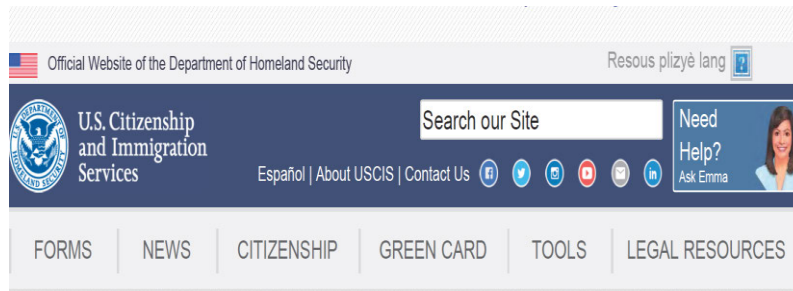 Official Website of the Department of Homeland Security
Resous plizyè lang
U.S. Citizenship
and Immigration
Services
Search our Site
Español | About USCIS | Contact Us
Need
Help?
Ask Emma
FORMS NEWS CITIZENSHIP GREEN CARD TOOLS LEGAL RESOURCES